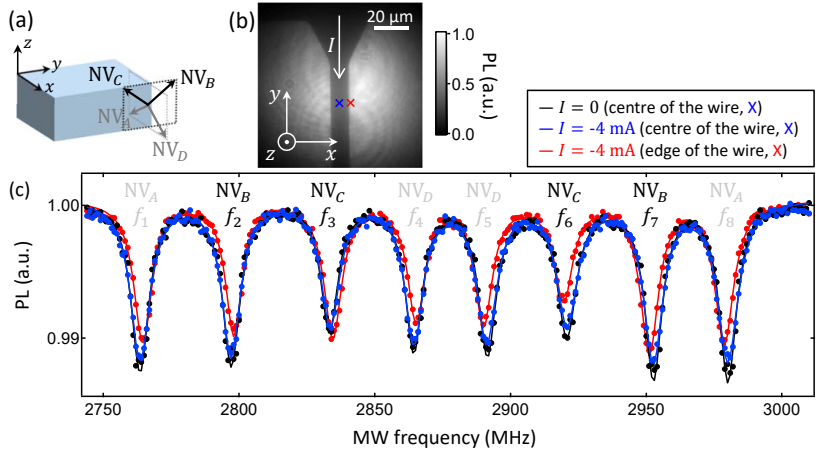 (a)
z
y
x
NV_C
NV_B
NV_A
NV_D
(b)
20 μm
I
y
z
x
1.0
0.5
0.0
PL (a.u.)
I = 0 (centre of the wire, X)
I = -4 mA (centre of the wire, X)
I = -4 mA (edge of the wire, X)
(c)
NV_A NV_B NV_C NV_D NV_D NV_C NV_B NV_A
f_1 f_2 f_3 f_4 f_5 f_6 f_7 f_8
1.00
0.99
PL (a.u.)
2750 2800 2850 2900 2950 3000
MW frequency (MHz)